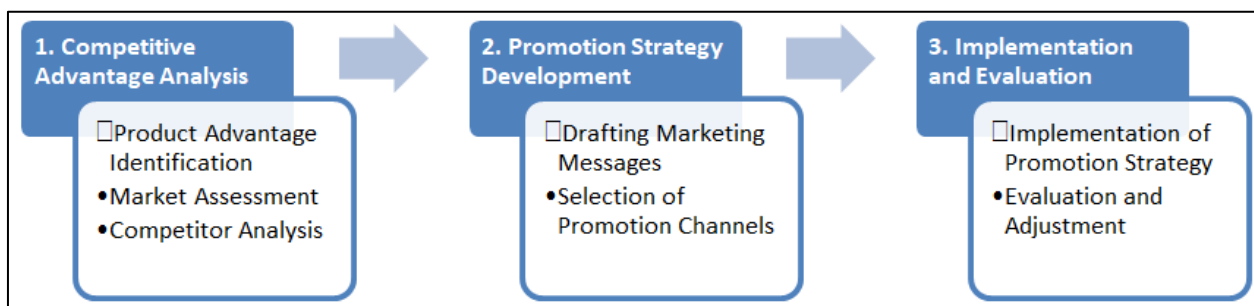 1. Competitive
Advantage Analysis
□Product Advantage
Identification
•Market Assessment
•Competitor Analysis
2. Promotion Strategy
Development
□Drafting Marketing
Messages
•Selection of
Promotion Channels
3. Implementation
and Evaluation
□Implementation of
Promotion Strategy
•Evaluation and
Adjustment